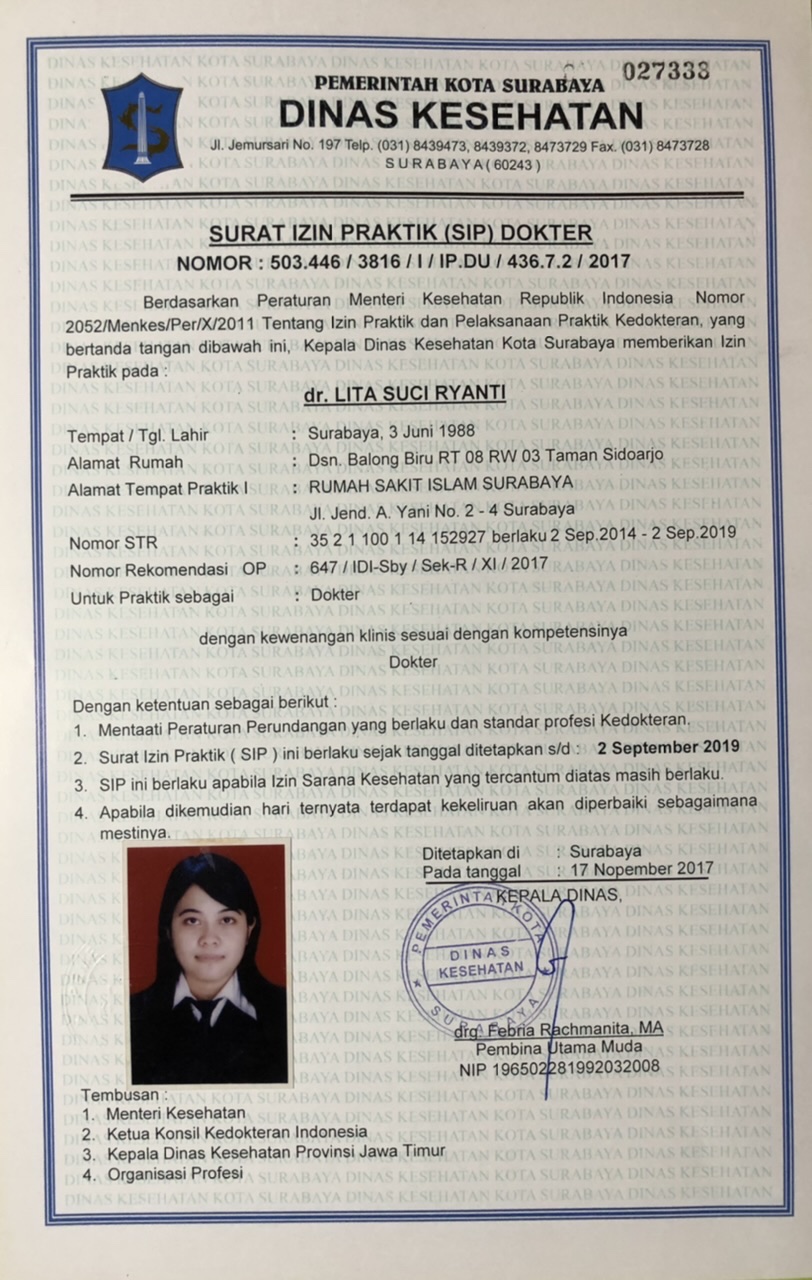 027333
PEMERINTAH KOTA SURABAYA
DINAS KESEHATAN
Jl. Jemursari No. 197 Telp. (031) 8439473, 8439372, 8473729 Fax. (031) 8473728
SURABAYA ( 60243 )
SURAT IZIN PRAKTIK (SIP) DOKTER
NOMOR : 503.446 / 3816 / I / IP.DU / 436.7.2 / 2017
Berdasarkan Peraturan Menteri Kesehatan Republik Indonesia Nomor
2052/Menkes/Per/X/2011 Tentang Izin Praktik dan Pelaksanaan Praktik Kedokteran, yang
bertanda tangan dibawah ini, Kepala Dinas Kesehatan Kota Surabaya memberikan Izin
Praktik pada :
dr. LITA SUCI RYANTI
Tempat / Tgl. Lahir : Surabaya, 3 Juni 1988
Alamat Rumah : Dsn. Balong Biru RT 08 RW 03 Taman Sidoarjo
Alamat Tempat Praktik I : RUMAH SAKIT ISLAM SURABAYA
Jl. Jend. A. Yani No. 2 - 4 Surabaya
Nomor STR : 35 2 1 100 1 14 152927 berlaku 2 Sep.2014 - 2 Sep.2019
Nomor Rekomendasi OP : 647 / IDI-Sby / Sek-R / XI / 2017
Untuk Praktik sebagai : Dokter
dengan kewenangan klinis sesuai dengan kompetensinya
Dokter
Dengan ketentuan sebagai berikut :
1. Mentaati Peraturan Perundangan yang berlaku dan standar profesi Kedokteran.
2. Surat Izin Praktik ( SIP ) ini berlaku sejak tanggal ditetapkan s/d : 2 September 2019
3. SIP ini berlaku apabila Izin Sarana Kesehatan yang tercantum diatas masih berlaku.
4. Apabila dikemudian hari ternyata terdapat kekeliruan akan diperbaiki sebagaimana
mestinya.
Ditetapkan di : Surabaya
Pada tanggal : 17 Nopember 2017
KEPALA DINAS,
PEMERINTAH KOTA
DINAS
KESEHATAN
SURABAYA
drg. Febria Rachmanita, MA
Pembina Utama Muda
NIP 196502281992032008
Tembusan :
1. Menteri Kesehatan
2. Ketua Konsil Kedokteran Indonesia
3. Kepala Dinas Kesehatan Provinsi Jawa Timur
4. Organisasi Profesi